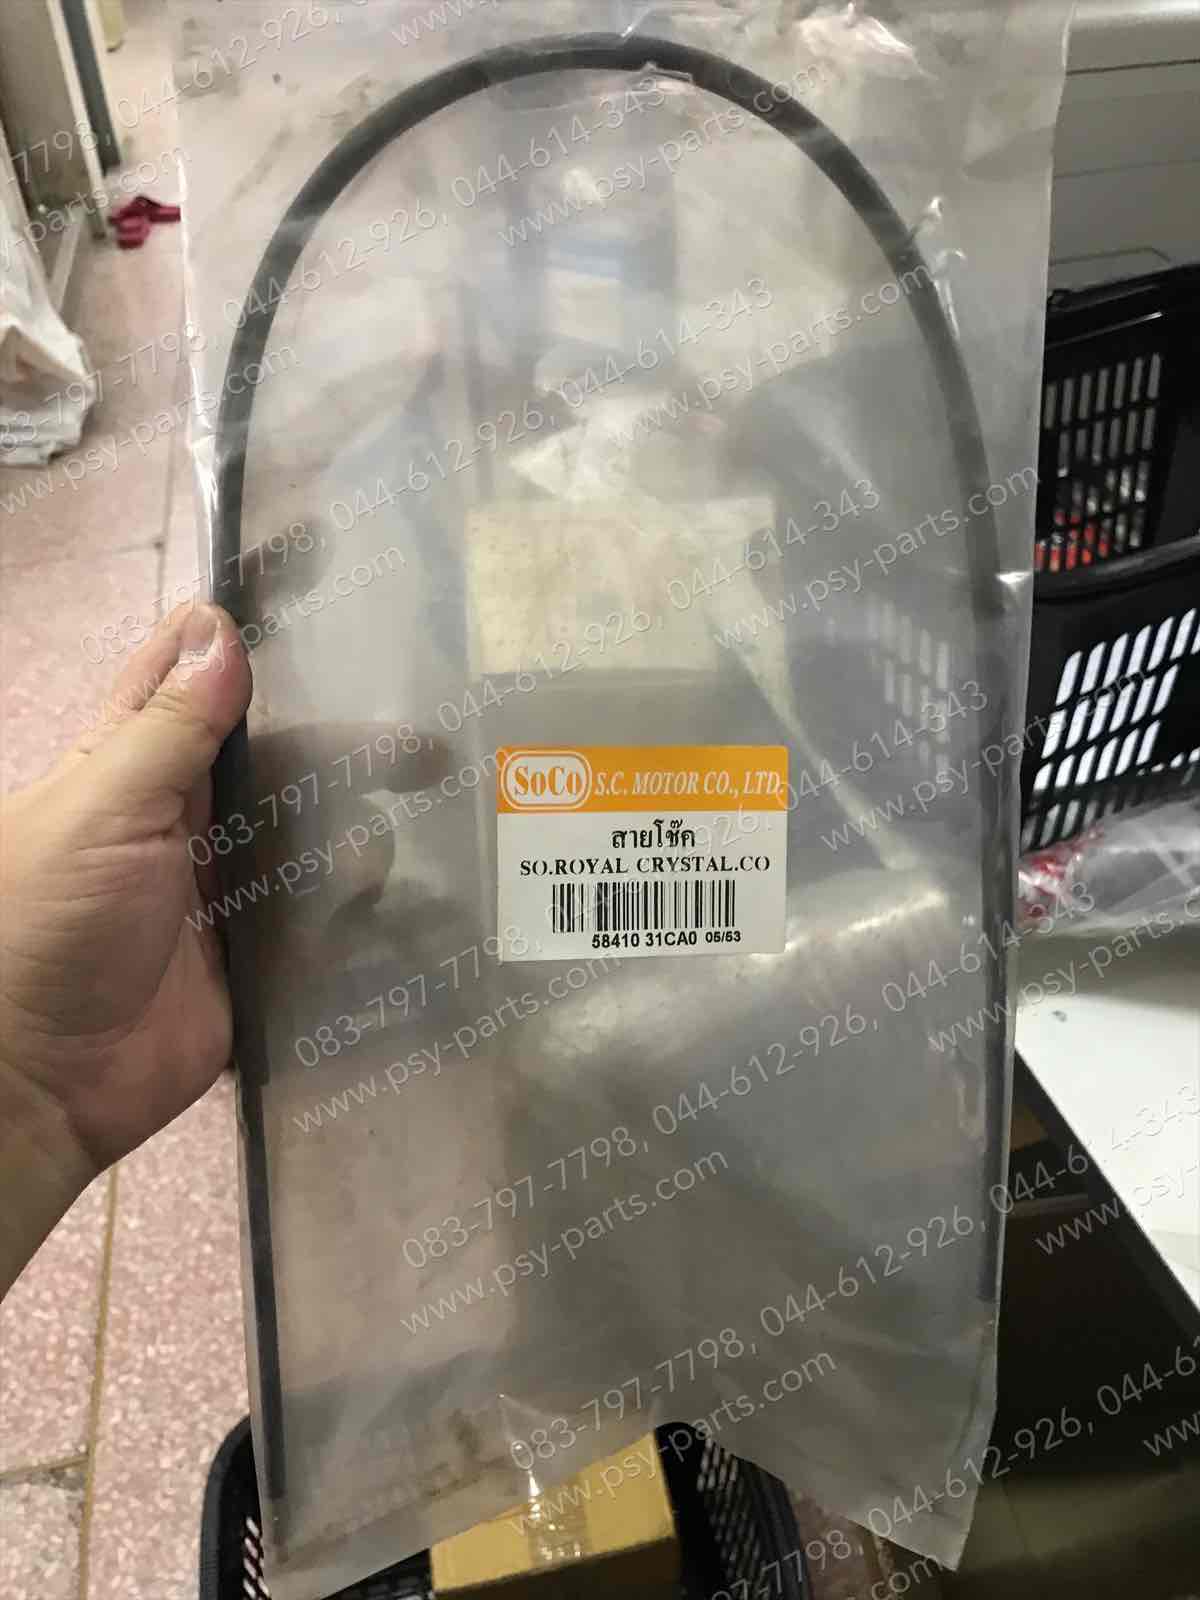 SoCo S.C. MOTOR CO., LTD.
สายโช๊ค
SO.ROYAL CRYSTAL.CO
58410 31CA0 05/53
083-797-7798, 044-612-926, 044-614-343
www.psy-parts.com